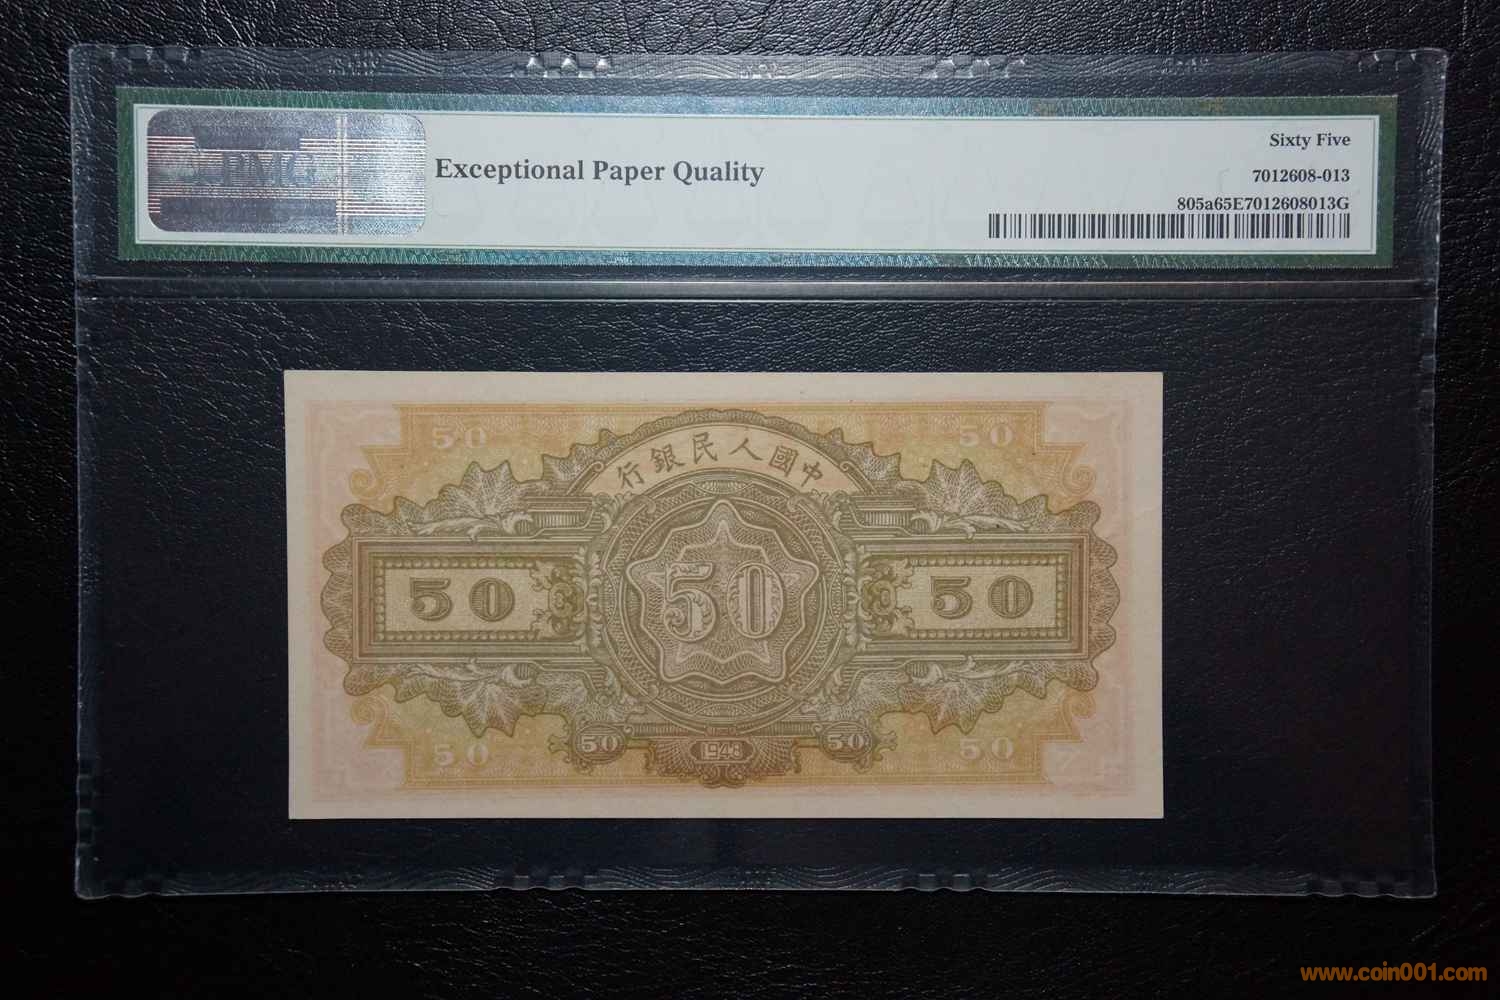 PMG
Exceptional Paper Quality
Sixty Five
7012608-013
805a65E7012608013G
50 50
行銀民人國中
50 50 50
50 50
50 1948 50
www.coin001.com